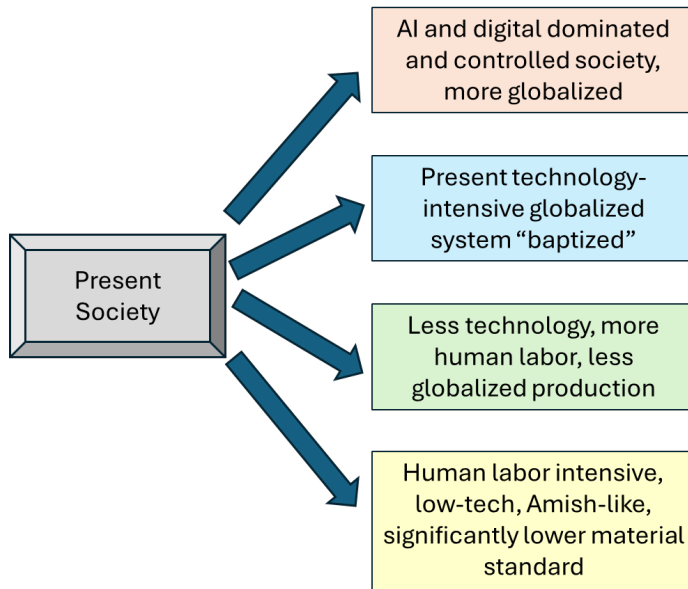 AI and digital dominated
and controlled society,
more globalized
Present technology-
intensive globalized
system “baptized”
Present
Society
Less technology, more
human labor, less
globalized production
Human labor intensive,
low-tech, Amish-like,
significantly lower material
standard